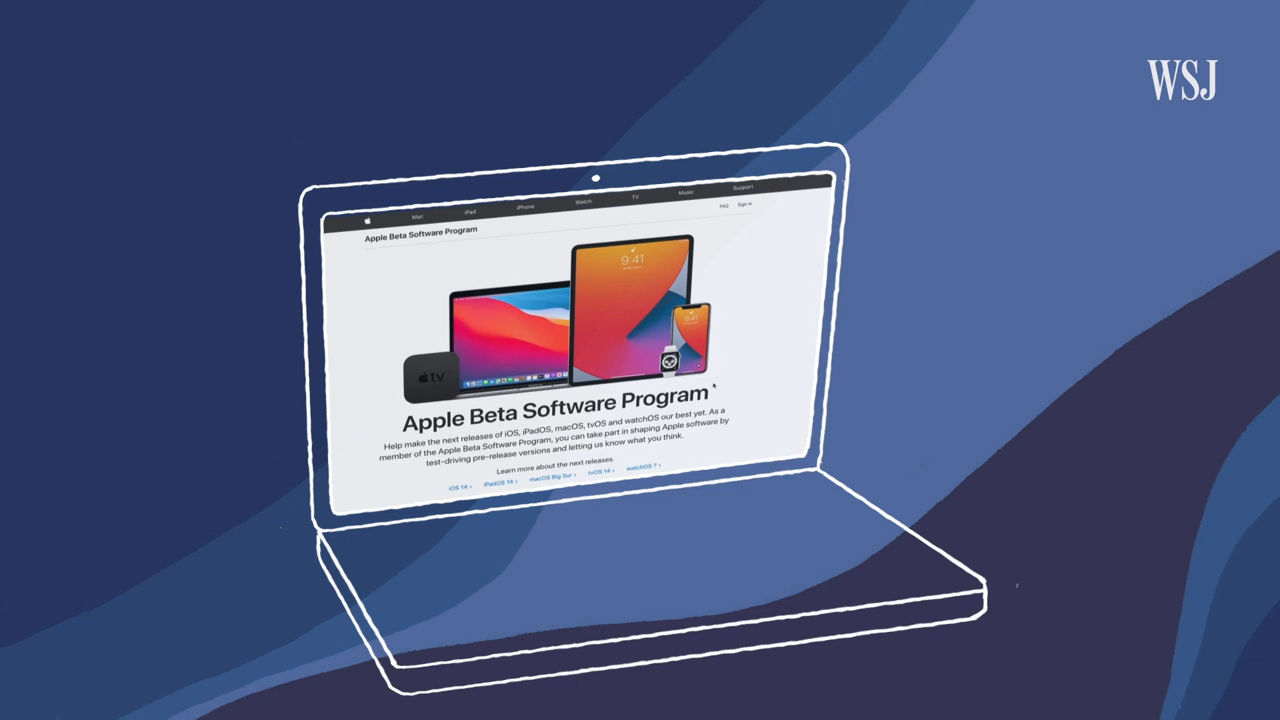 WSJ
Mac iPad iPhone Watch TV Music Support
Apple Beta Software Program
FAQ Sign In
9:41
9:41
tv
Apple Beta Software Program
Help make the next releases of iOS, iPadOS, macOS, tvOS and watchOS our best yet. As a
member of the Apple Beta Software Program, you can take part in shaping Apple software by
test-driving pre-release versions and letting us know what you think.
Learn more about the next releases.
iOS 14 › iPadOS 14 › macOS Big Sur › tvOS 14 › watchOS 7 ›